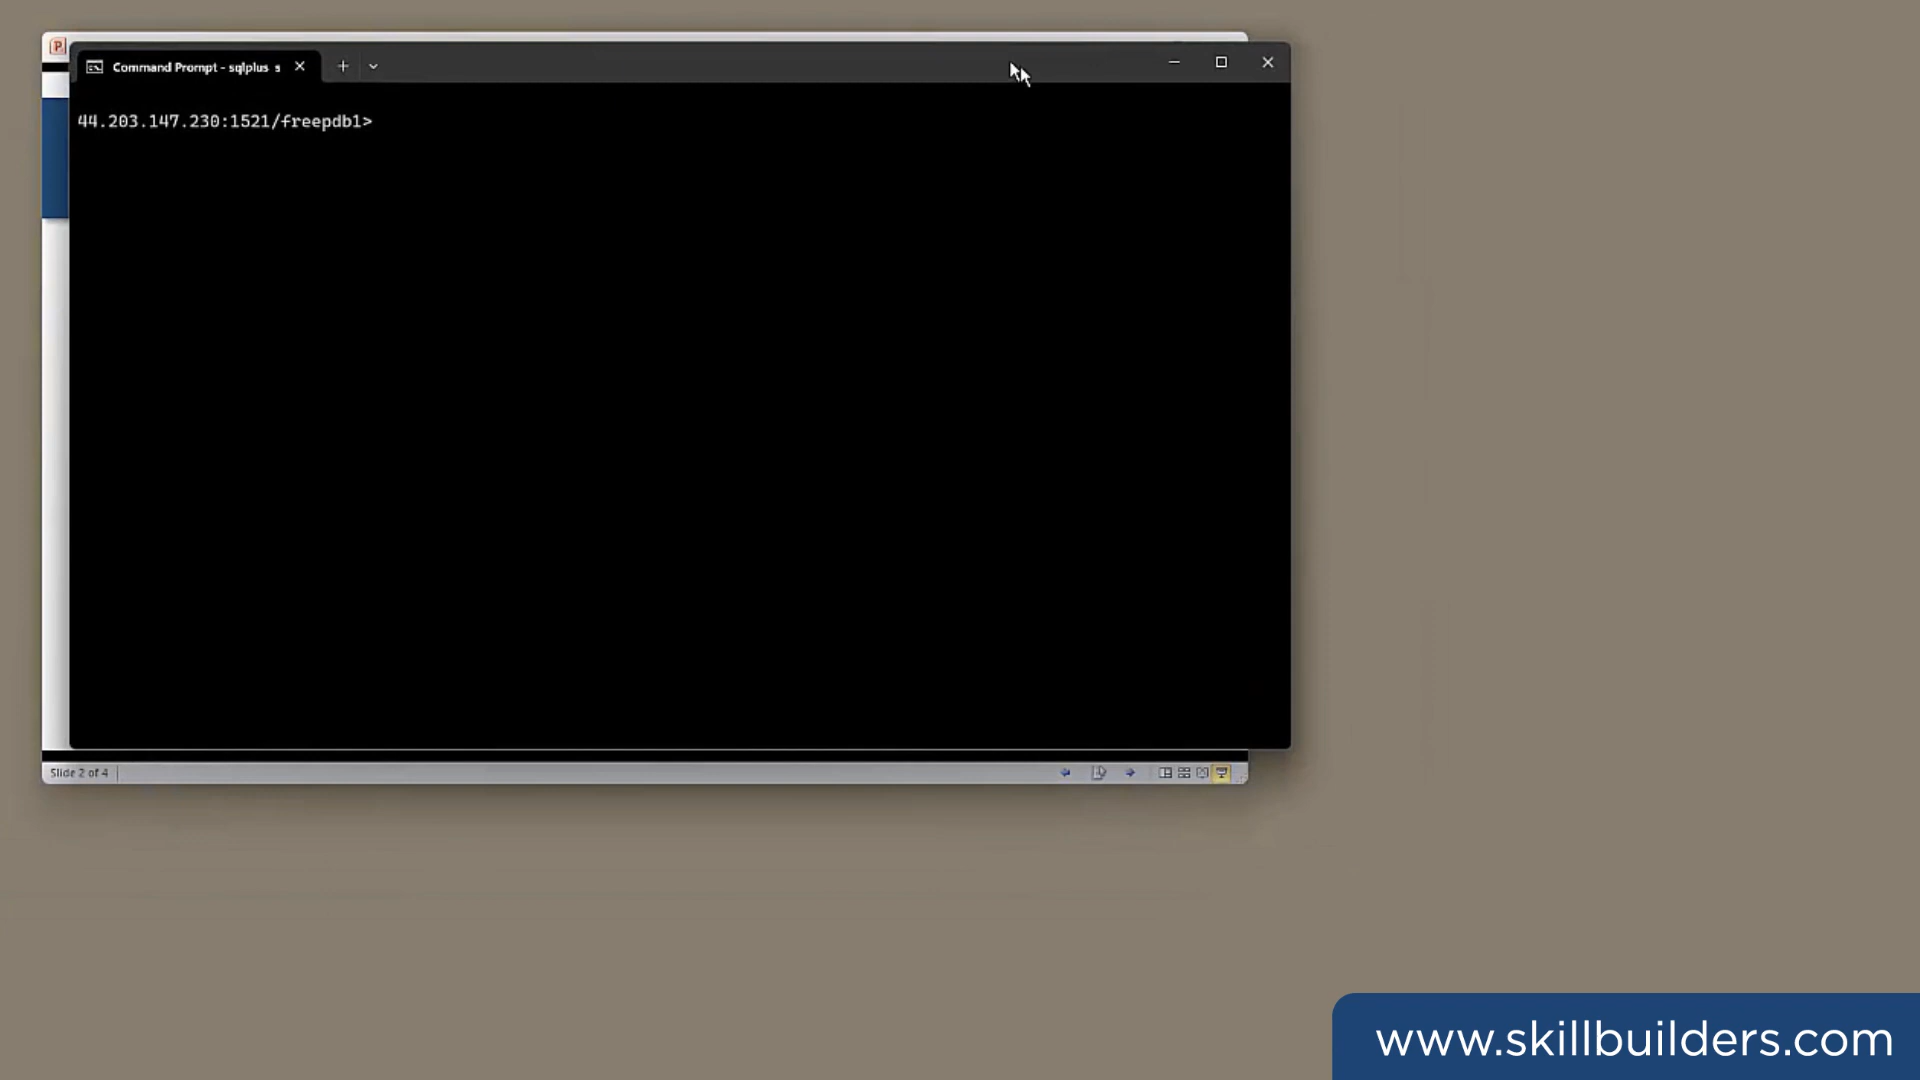 Command Prompt - sqlplus s
44.203.147.230:1521/freepdb1>
Slide 2 of 4
www.skillbuilders.com